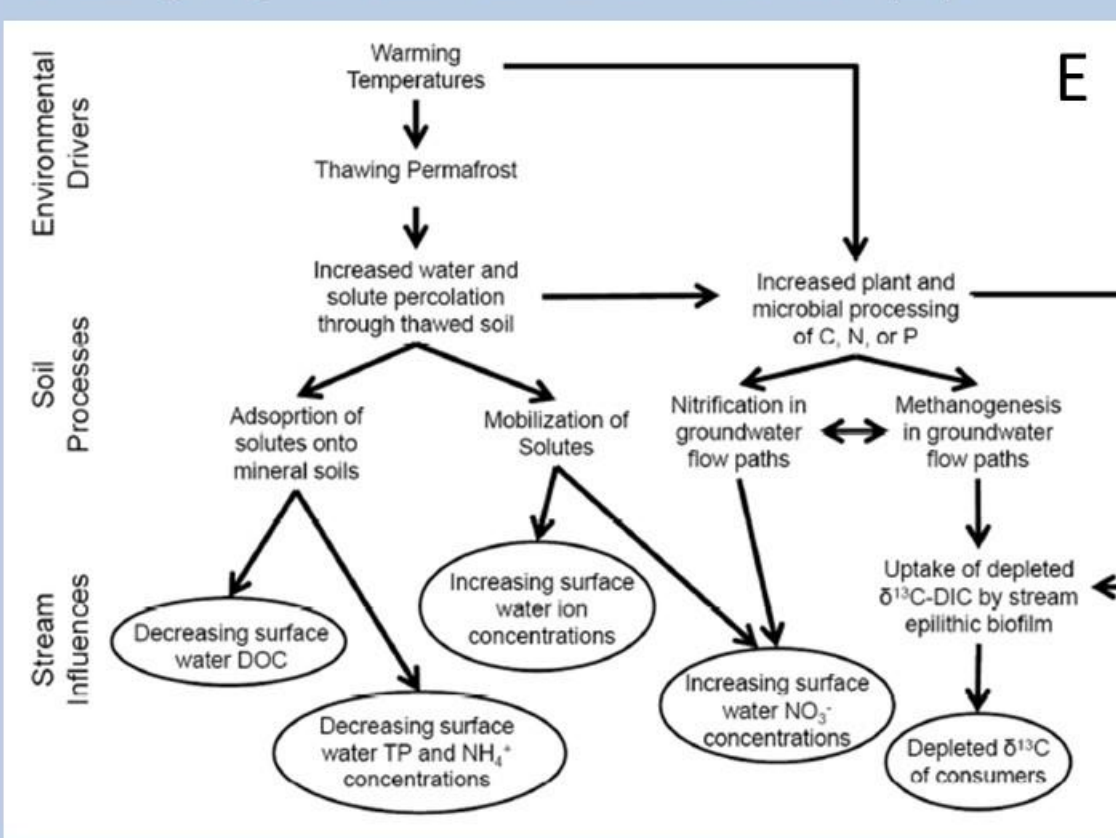 Environmental
Drivers
Soil
Processes
Stream
Influences
E
Warming
Temperatures
Thawing Permafrost
Increased water and
solute percolation
through thawed soil
Increased plant and
microbial processing
of C, N, or P
Adsoprtion of
solutes onto
mineral soils
Mobilization of
Solutes
Nitrification in
groundwater
flow paths
Methanogenesis
in groundwater
flow paths
Decreasing surface
water DOC
Decreasing surface
water TP and NH₄⁺
concentrations
Increasing surface
water ion
concentrations
Increasing surface
water NO₃⁻
concentrations
Uptake of depleted
δ¹³C-DIC by stream
epilithic biofilm
Depleted δ¹³C
of consumers